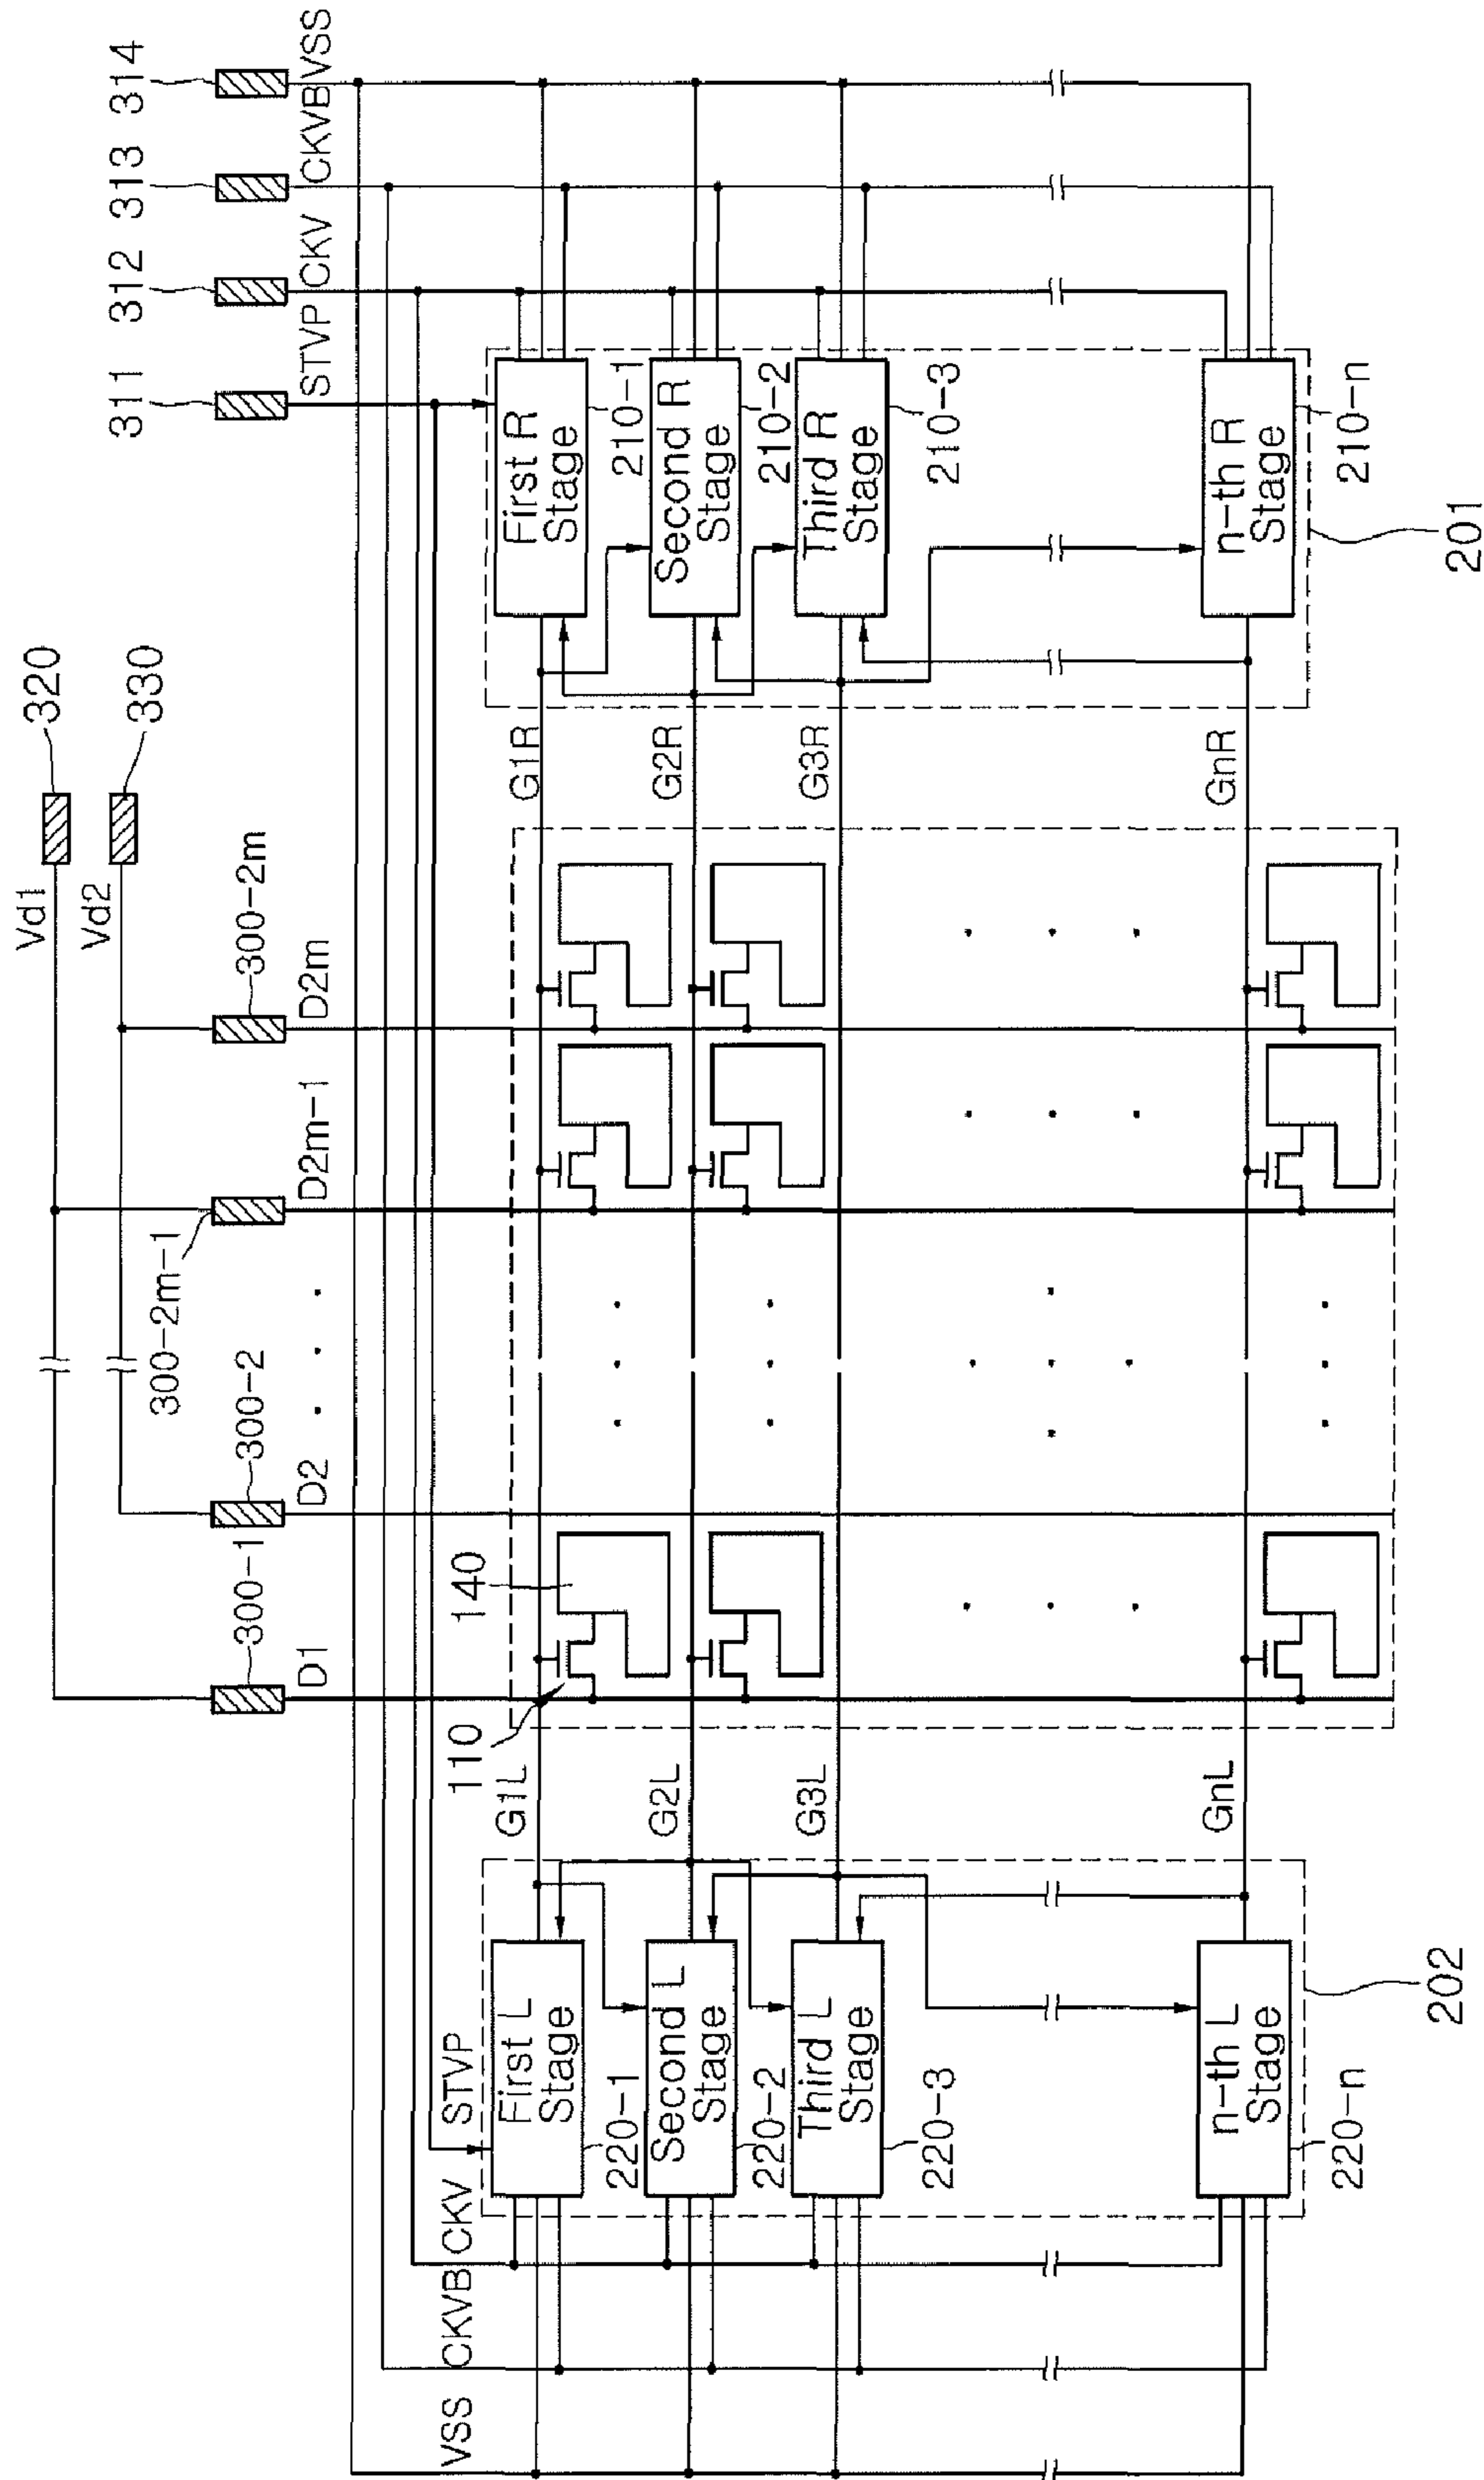 Vd1
320
Vd2
330
314
313
312
311
VSS
CKVB
CKV
STVP
300-1
300-2
300-2m-1
300-2m
D1
D2
D2m-1
D2m
VSS
CKVB
CKV
STVP
110
140
G1L
G1R
First L
Stage
220-1
First R
Stage
210-1
G2L
G2R
Second L
Stage
220-2
Second R
Stage
210-2
G3L
G3R
Third L
Stage
220-3
Third R
Stage
210-3
GnL
GnR
n-th L
Stage
220-n
n-th R
Stage
210-n
202
201